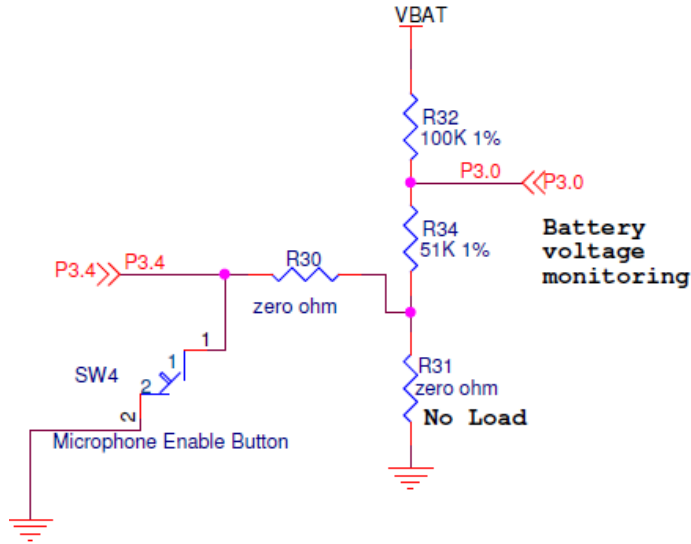 VBAT
R32
100K 1%
P3.0
P3.0
R34
51K 1%
Battery
voltage
monitoring
P3.4
P3.4
R30
zero ohm
1
1
SW4
2
2
Microphone Enable Button
R31
zero ohm
No Load